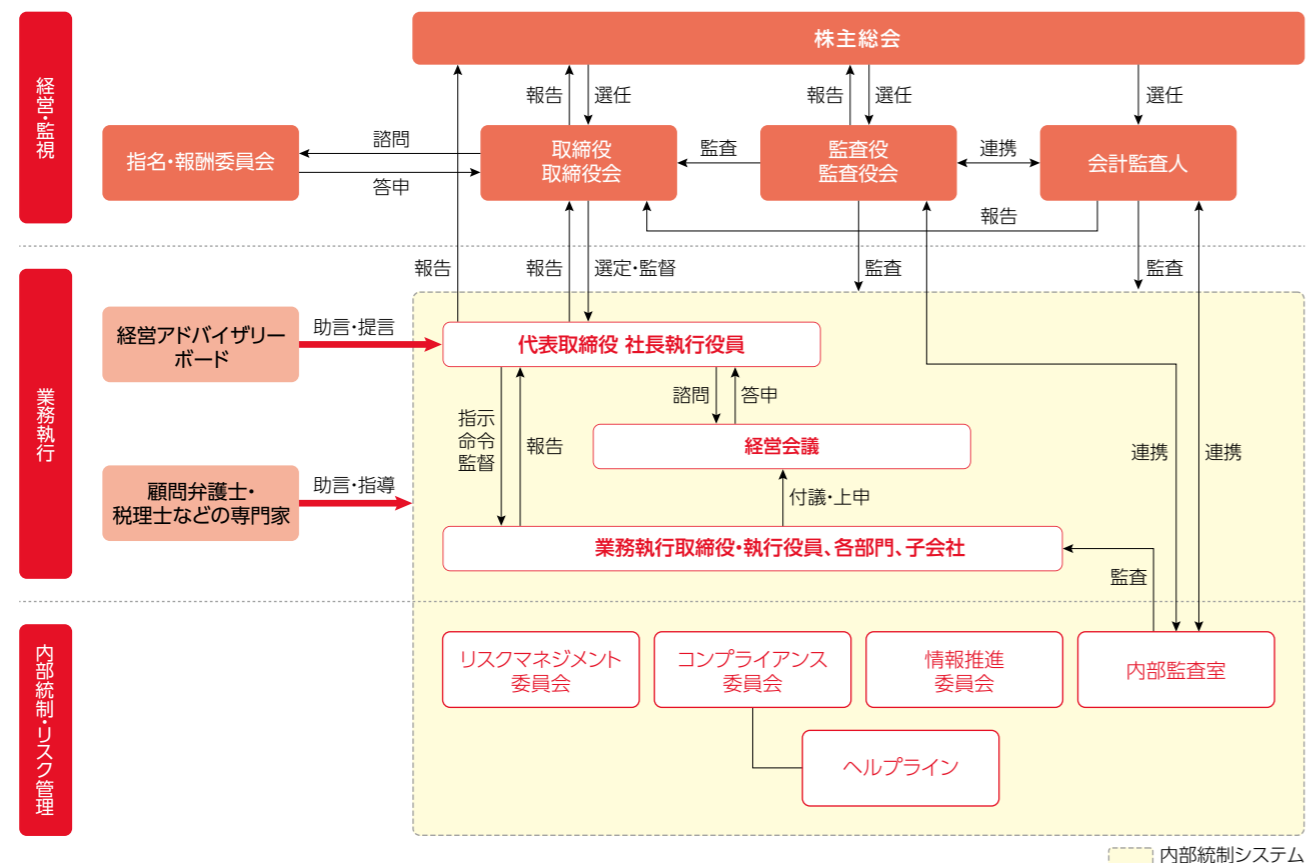 株主総会
経営・監視
報告
選任
報告
選任
選任
指名・報酬委員会
諮問
答申
取締役
取締役会
監査
監査役
監査役会
連携
会計監査人
報告
報告
報告
選定・監督
監査
監査
業務執行
経営アドバイザリー
ボード
助言・提言
代表取締役 社長執行役員
指示
命令
監督
報告
諮問
答申
経営会議
連携
連携
顧問弁護士・
税理士などの専門家
助言・指導
付議・上申
業務執行取締役・執行役員、各部門、子会社
監査
内部統制・リスク管理
リスクマネジメント
委員会
コンプライアンス
委員会
情報推進
委員会
内部監査室
ヘルプライン
内部統制システム